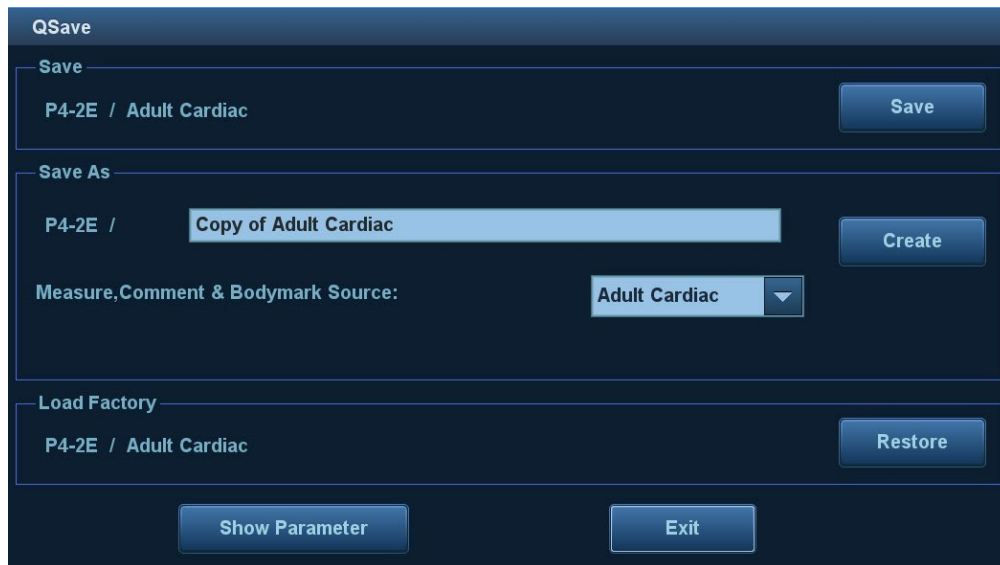 QSave
Save
P4-2E / Adult Cardiac
Save
Save As
P4-2E / Copy of Adult Cardiac
Create
Measure,Comment & Bodymark Source: Adult Cardiac
Load Factory
P4-2E / Adult Cardiac
Restore
Show Parameter Exit